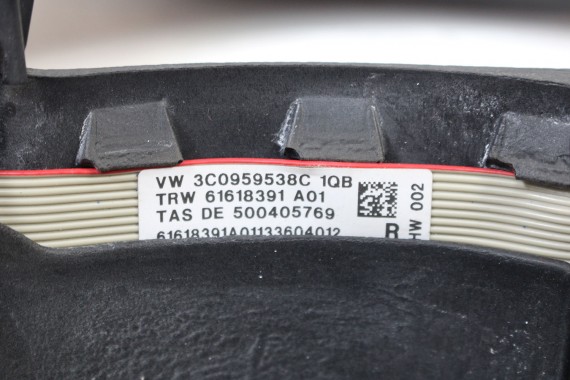 VW 3C0959538C 1QB
TRW 61618391 A01
TAS DE 500405769
61618391A01133604012
R
HW 002